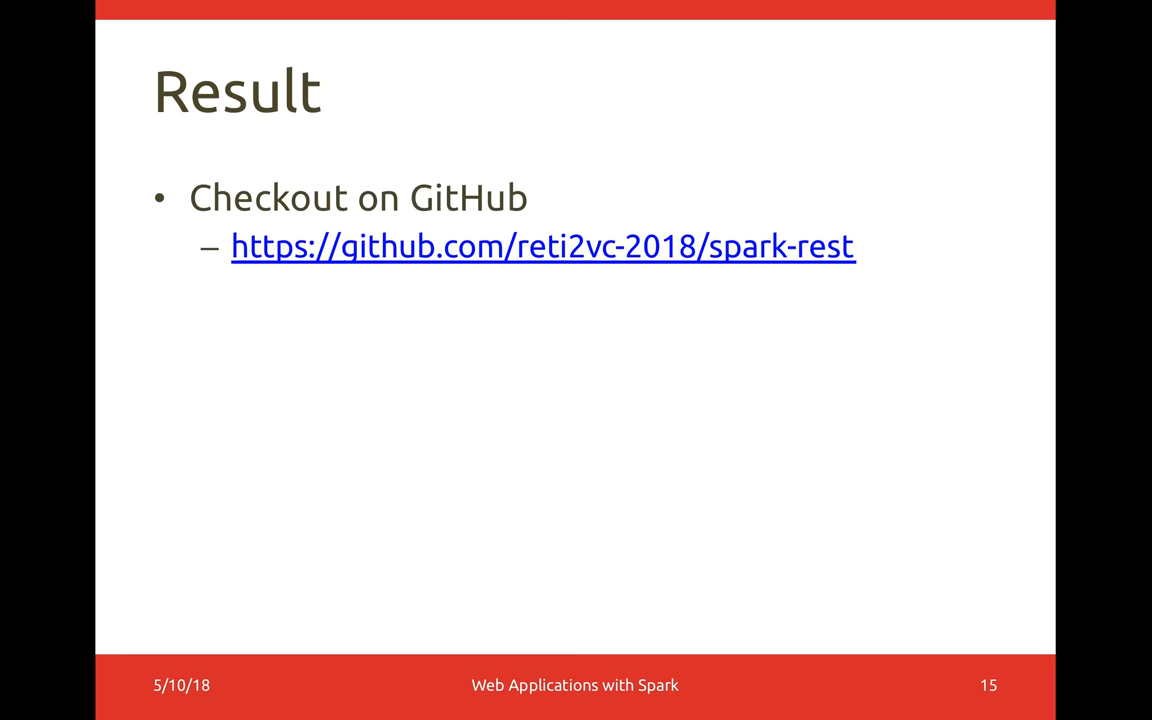 Result
• Checkout on GitHub
– https://github.com/reti2vc-2018/spark-rest
5/10/18
Web Applications with Spark
15